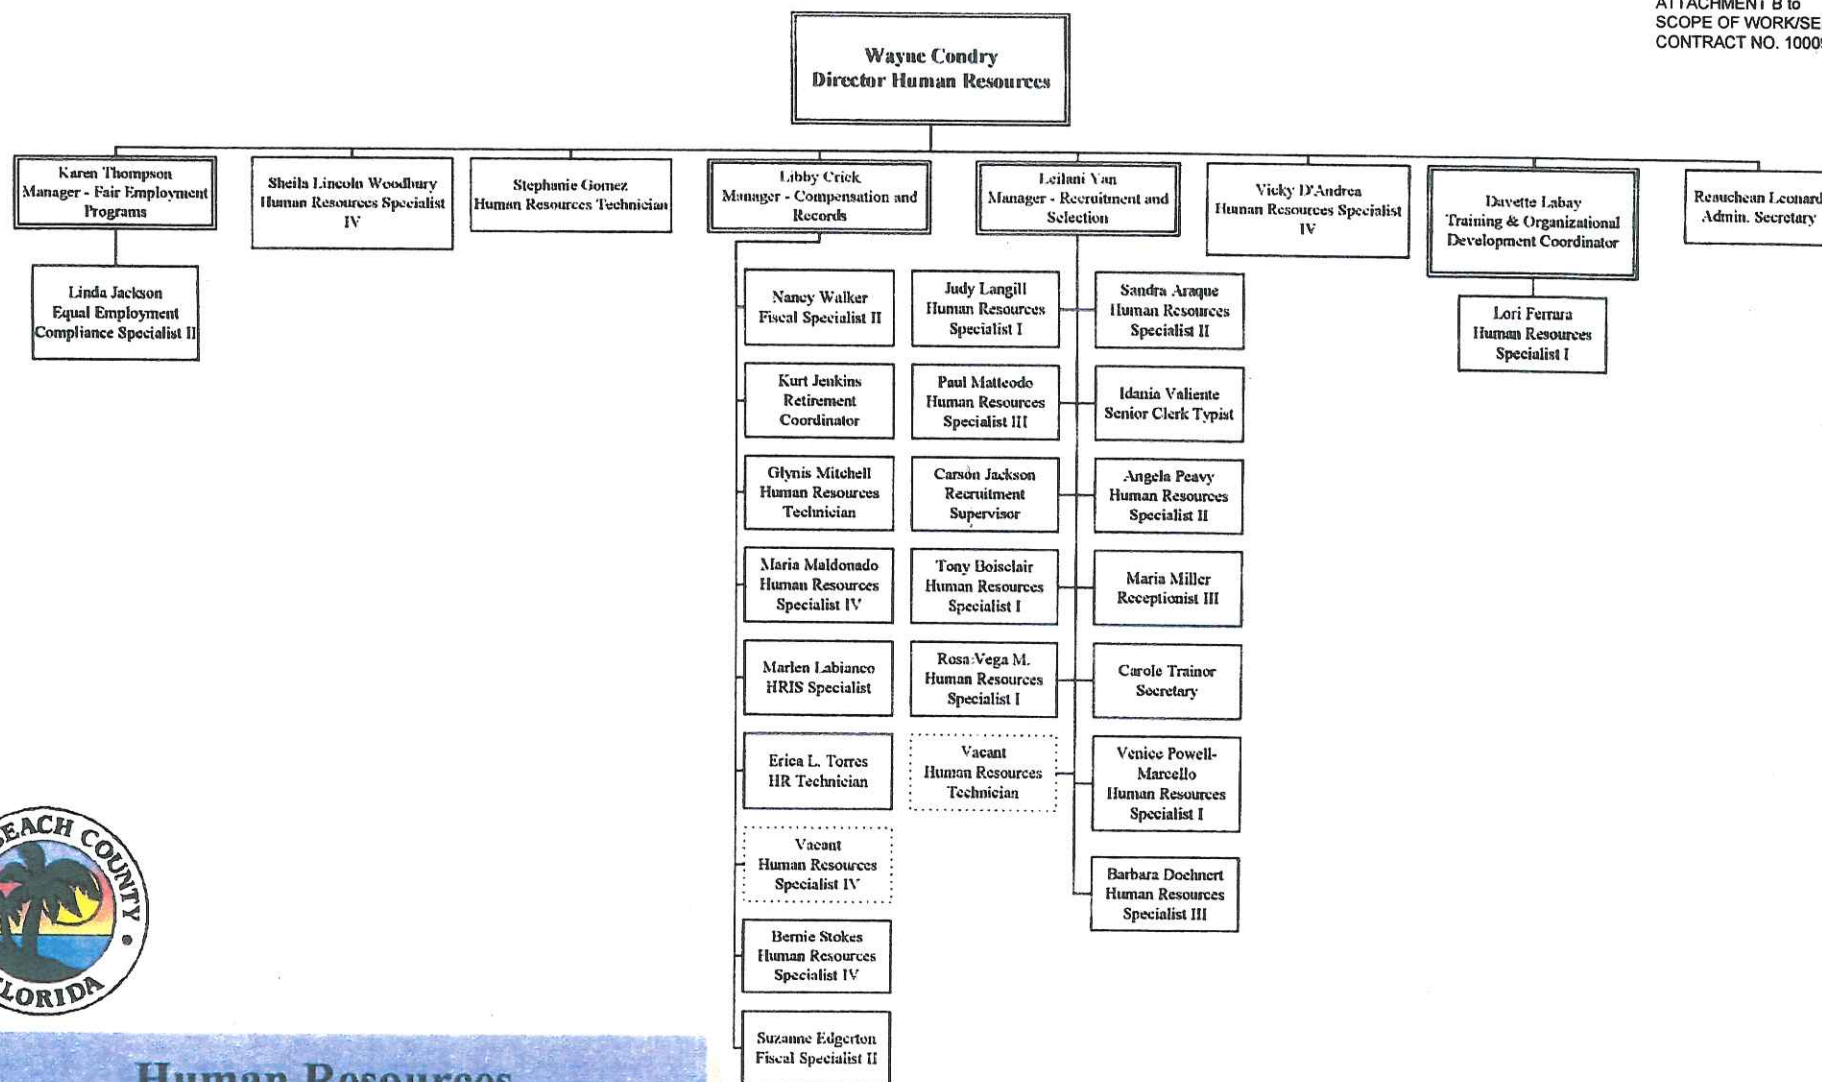 ATTACHMENT B to
SCOPE OF WORK/SE
CONTRACT NO. 1000
Wayne Condry
Director Human Resources
Karen Thompson
Manager - Fair Employment
Programs
Sheila Lincoln Woodbury
Human Resources Specialist
IV
Stephanie Gomez
Human Resources Technician
Libby Crick
Manager - Compensation and
Records
Leilani Yan
Manager - Recruitment and
Selection
Vicky D'Andrea
Human Resources Specialist
IV
Davette Labay
Training & Organizational
Development Coordinator
Reauchean Leonard
Admin. Secretary
Linda Jackson
Equal Employment
Compliance Specialist II
Nancy Walker
Fiscal Specialist II
Kurt Jenkins
Retirement
Coordinator
Glynis Mitchell
Human Resources
Technician
Maria Maldonado
Human Resources
Specialist IV
Marlen Labianco
HRIS Specialist
Erica L. Torres
HR Technician
Vacant
Human Resources
Specialist IV
Bernie Stokes
Human Resources
Specialist IV
Suzanne Edgerton
Fiscal Specialist II
Judy Langill
Human Resources
Specialist I
Paul Matteodo
Human Resources
Specialist III
Carson Jackson
Recruitment
Supervisor
Tony Boisclair
Human Resources
Specialist I
Rosa Vega M.
Human Resources
Specialist I
Vacant
Human Resources
Technician
Sandra Araque
Human Resources
Specialist II
Idania Valiente
Senior Clerk Typist
Angela Peavy
Human Resources
Specialist II
Maria Miller
Receptionist III
Carole Trainor
Secretary
Venice Powell-
Marcello
Human Resources
Specialist I
Barbara Doehnert
Human Resources
Specialist III
Lori Ferrara
Human Resources
Specialist I
BEACH COUNTY
FLORIDA
Human Resources